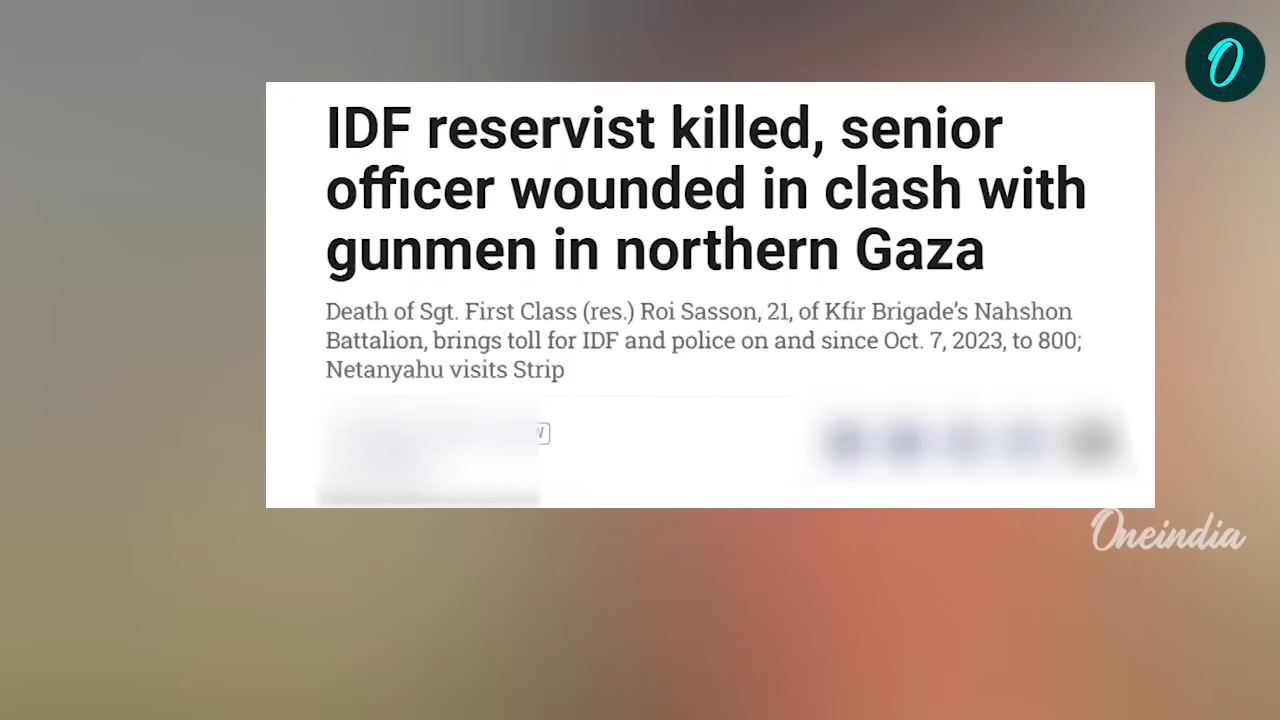 O
IDF reservist killed, senior
officer wounded in clash with
gunmen in northern Gaza
Death of Sgt. First Class (res.) Roi Sasson, 21, of Kfir Brigade’s Nahshon
Battalion, brings toll for IDF and police on and since Oct. 7, 2023, to 800;
Netanyahu visits Strip
Oneindia